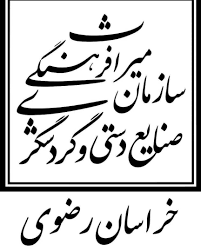 میراث فرهنگی
سازمان
صنایع دستی و گردشگری
خراسان رضوی